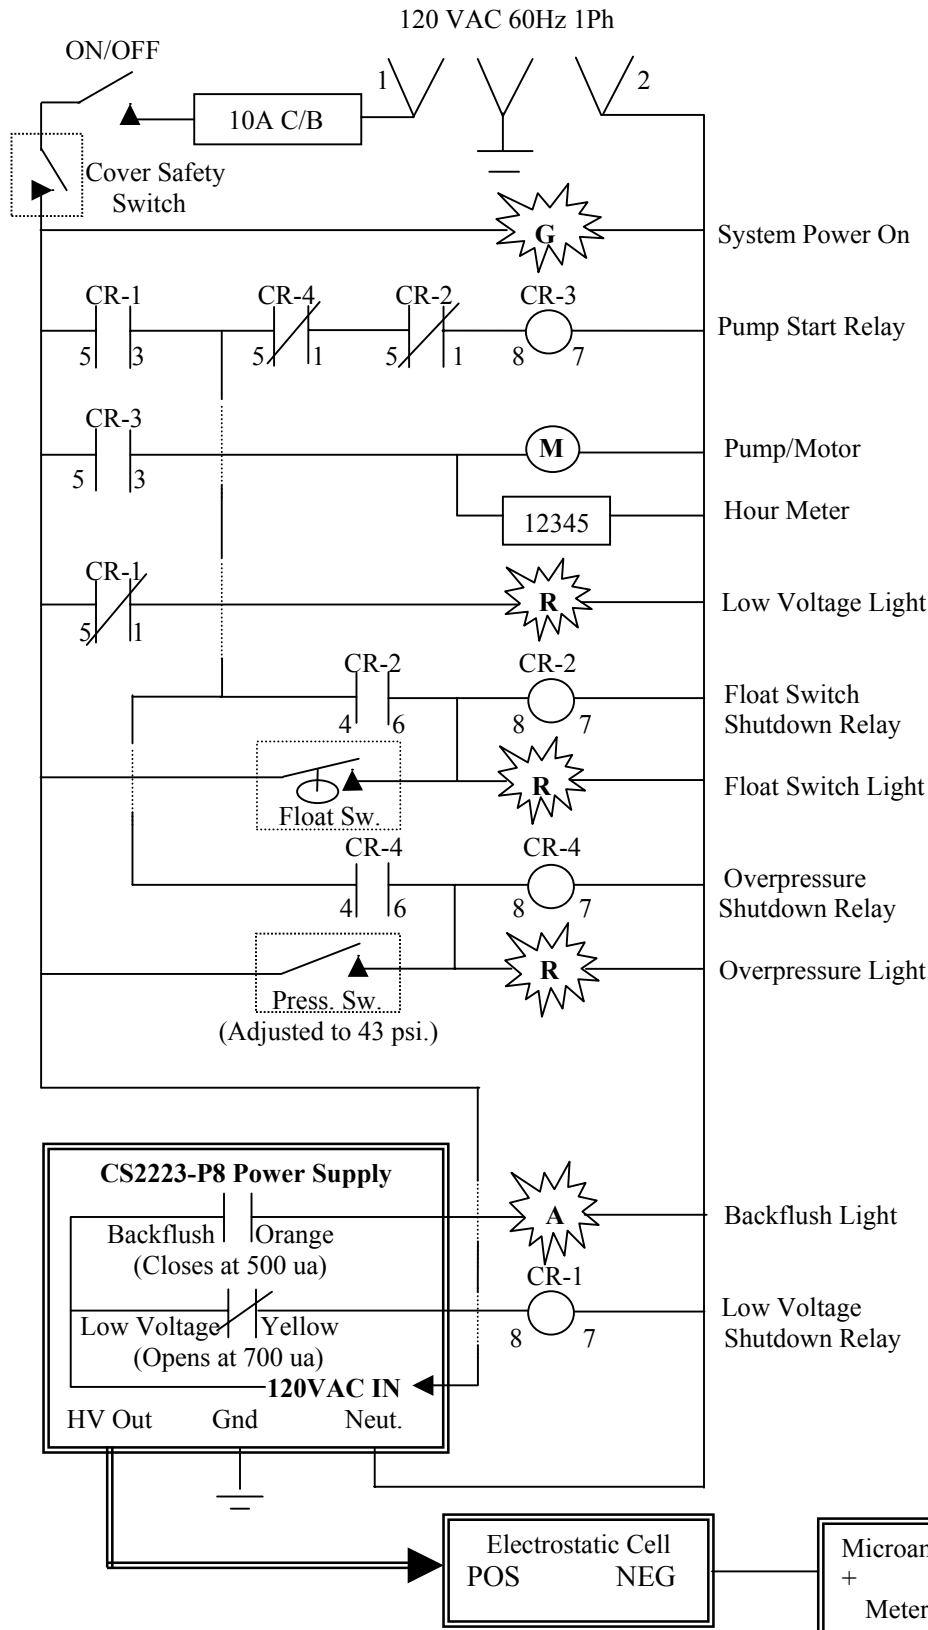 120 VAC 60Hz 1Ph
ON/OFF
1
2
10A C/B
Cover Safety
Switch
G
System Power On
CR-1
CR-4
CR-2
CR-3
Pump Start Relay
5 3
5 1
5 1
8 7
CR-3
M
Pump/Motor
5 3
12345
Hour Meter
CR-1
R
Low Voltage Light
5 1
CR-2
CR-2
Float Switch
Shutdown Relay
4 6
8 7
R
Float Switch Light
Float Sw.
CR-4
CR-4
Overpressure
Shutdown Relay
4 6
8 7
R
Overpressure Light
Press. Sw.
(Adjusted to 43 psi.)
CS2223-P8 Power Supply
A
Backflush Light
Backflush Orange
(Closes at 500 ua)
CR-1
Low Voltage
Shutdown Relay
Low Voltage Yellow
8 7
(Opens at 700 ua)
120VAC IN
HV Out Gnd Neut.
Electrostatic Cell
POS NEG
+
Meter